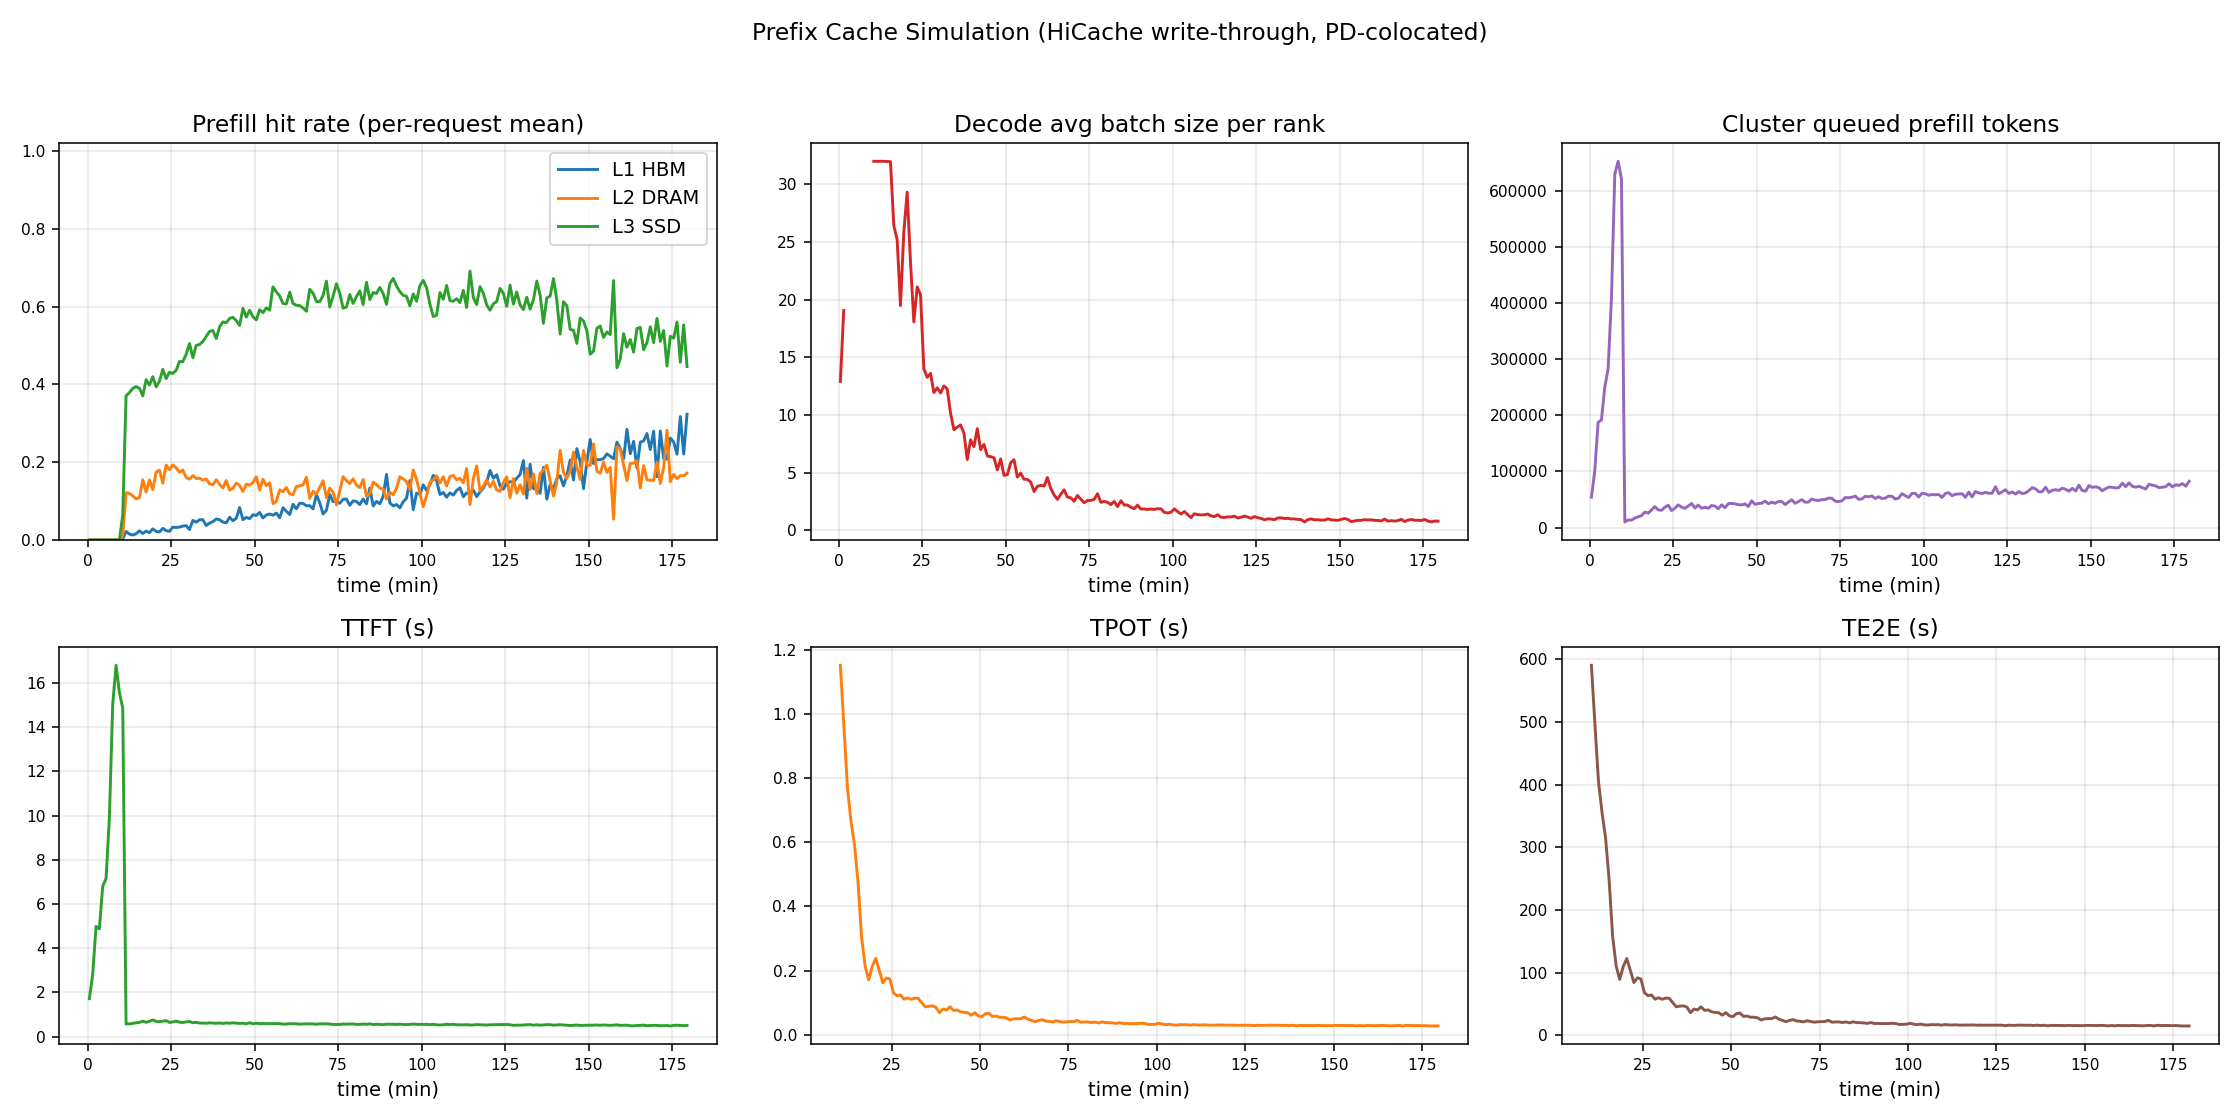 Prefix Cache Simulation (HiCache write-through, PD-colocated)
Prefill hit rate (per-request mean)
1.0
0.8
0.6
0.4
0.2
0.0
L1 HBM
L2 DRAM
L3 SSD
0 25 50 75 100 125 150 175
time (min)
Decode avg batch size per rank
30
25
20
15
10
5
0
0 25 50 75 100 125 150 175
time (min)
Cluster queued prefill tokens
600000
500000
400000
300000
200000
100000
0
0 25 50 75 100 125 150 175
time (min)
TTFT (s)
16
14
12
10
8
6
4
2
0
0 25 50 75 100 125 150 175
time (min)
TPOT (s)
1.2
1.0
0.8
0.6
0.4
0.2
0.0
25 50 75 100 125 150 175
time (min)
TE2E (s)
600
500
400
300
200
100
0
25 50 75 100 125 150 175
time (min)